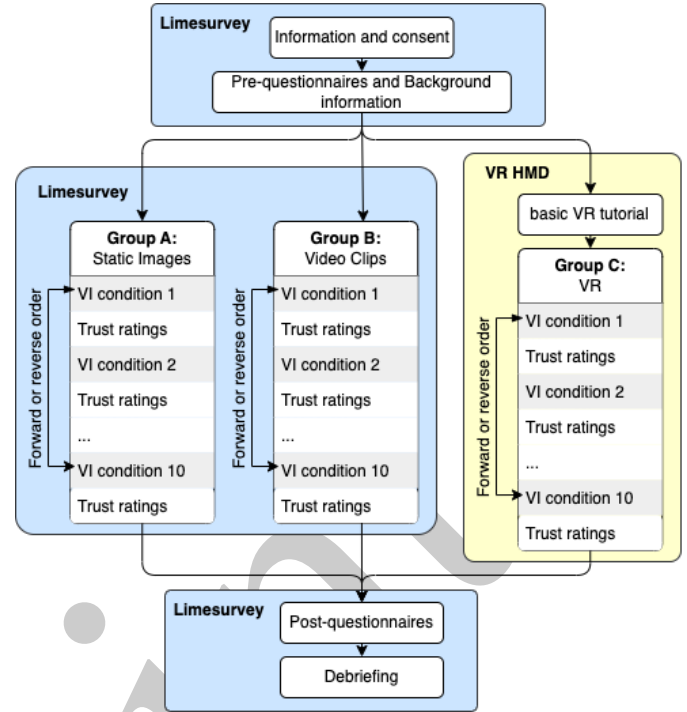 Limesurvey
Information and consent
Pre-questionnaires and Background
information
Limesurvey
Group A:
Static Images
Forward or reverse order
VI condition 1
Trust ratings
VI condition 2
Trust ratings
...
VI condition 10
Trust ratings
Group B:
Video Clips
Forward or reverse order
VI condition 1
Trust ratings
VI condition 2
Trust ratings
...
VI condition 10
Trust ratings
VR HMD
basic VR tutorial
Group C:
VR
Forward or reverse order
VI condition 1
Trust ratings
VI condition 2
Trust ratings
...
VI condition 10
Trust ratings
Limesurvey
Post-questionnaires
Debriefing